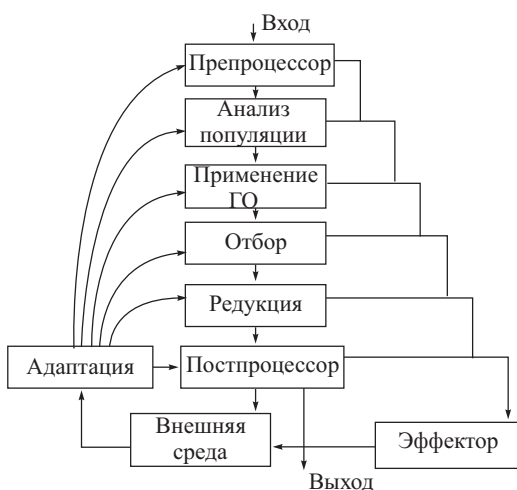 Вход
Препроцессор
Анализ
популяции
Применение
ГО
Отбор
Редукция
Адаптация
Постпроцессор
Внешняя
среда
Эффектор
Выход